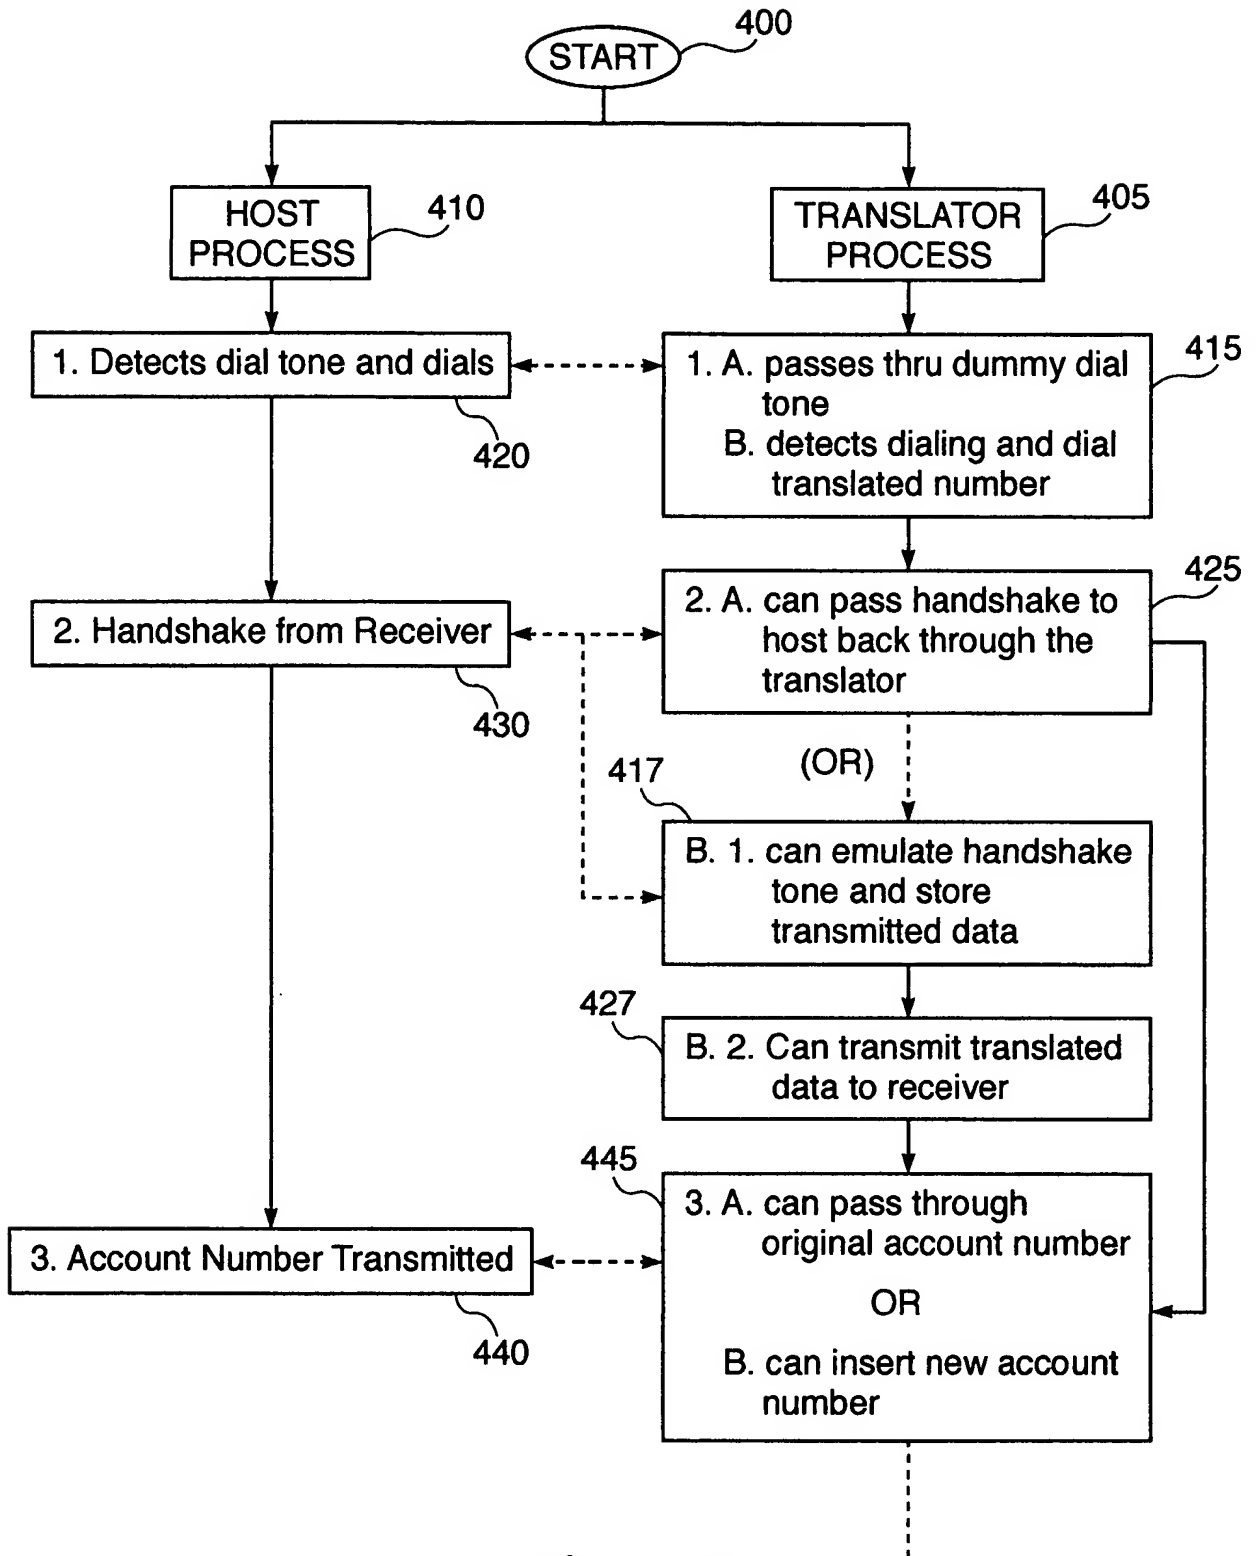 START
400
HOST
PROCESS
410
TRANSLATOR
PROCESS
405
1. Detects dial tone and dials
420
1. A. passes thru dummy dial
tone
B. detects dialing and dial
translated number
415
2. Handshake from Receiver
430
2. A. can pass handshake to
host back through the
translator
425
(OR)
417
B. 1. can emulate handshake
tone and store
transmitted data
427
B. 2. Can transmit translated
data to receiver
445
3. A. can pass through
original account number
OR
B. can insert new account
number
3. Account Number Transmitted
440